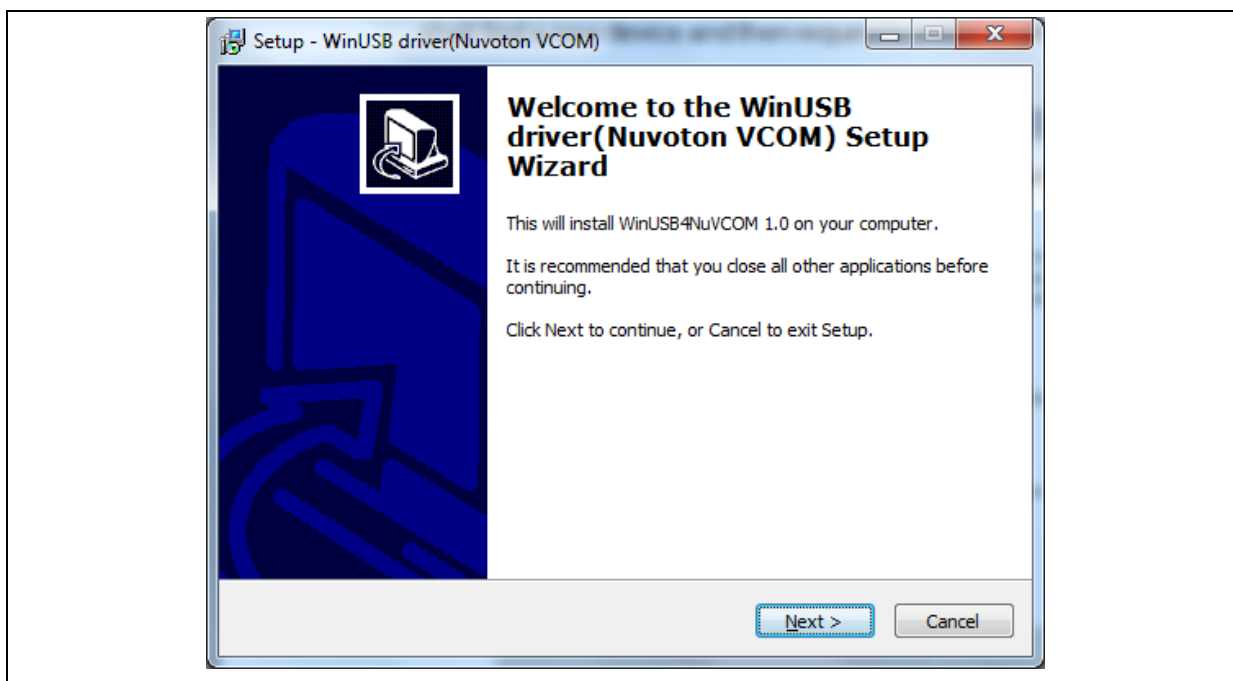 Setup - WinUSB driver(Nuvoton VCOM)
Welcome to the WinUSB
driver(Nuvoton VCOM) Setup
Wizard
This will install WinUSB4NuVCOM 1.0 on your computer.
It is recommended that you close all other applications before
continuing.
Click Next to continue, or Cancel to exit Setup.
Next >
Cancel